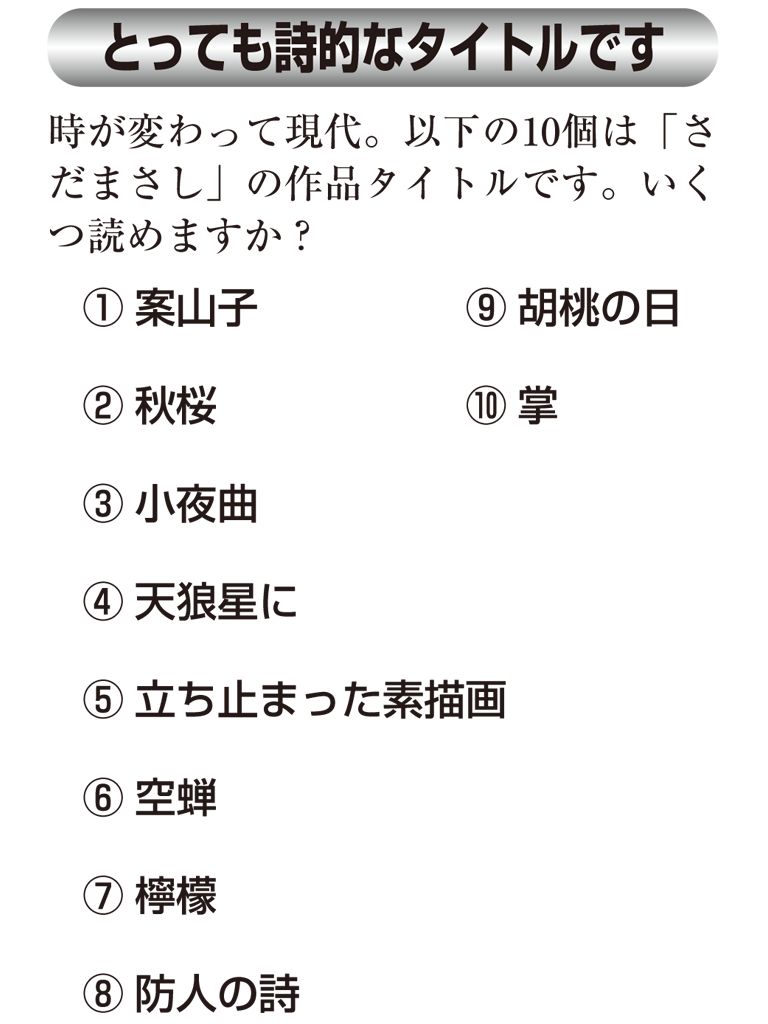 とっても詩的なタイトルです
時が変わって現代。以下の10個は「さ
だまさし」の作品タイトルです。いく
つ読めますか？
① 案山子
② 秋桜
③ 小夜曲
④ 天狼星に
⑤ 立ち止まった素描画
⑥ 空蝉
⑦ 檸檬
⑧ 防人の詩
⑨ 胡桃の日
⑩ 掌